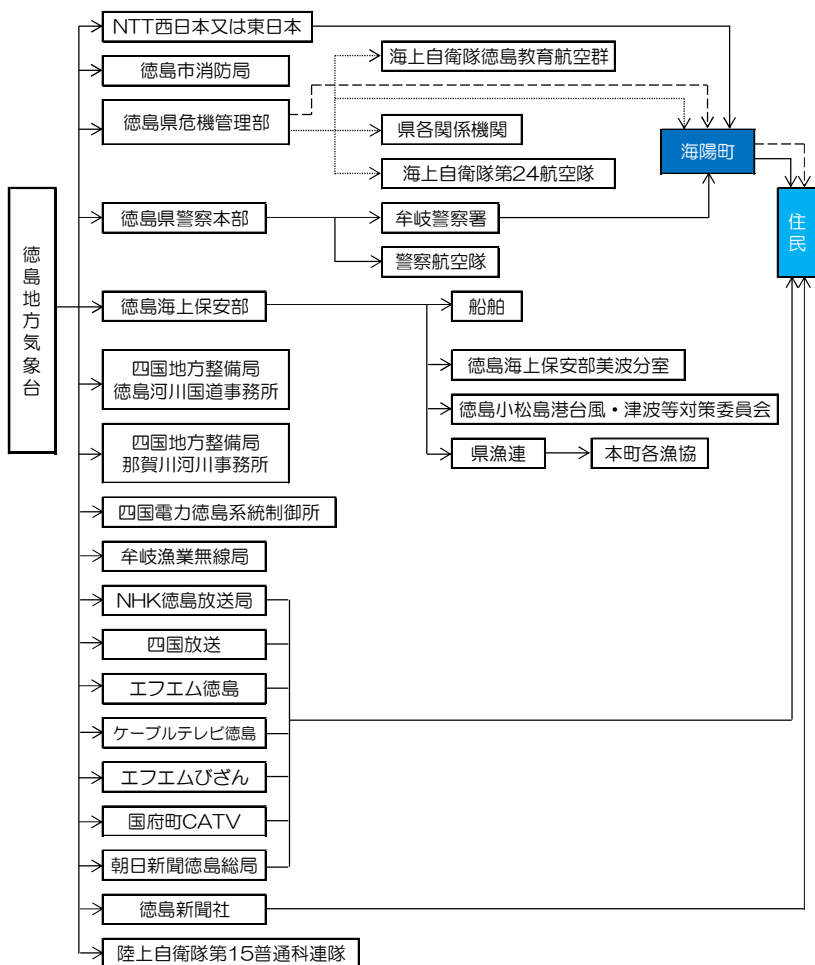 徳島地方気象台
NTT西日本又は東日本
徳島市消防局
徳島県危機管理部
海上自衛隊徳島教育航空群
県各関係機関
海上自衛隊第24航空隊
海陽町
住民
徳島県警察本部
牟岐警察署
警察航空隊
徳島海上保安部
船舶
徳島海上保安部美波分室
徳島小松島港台風・津波等対策委員会
県漁連
本町各漁協
四国地方整備局
徳島河川国道事務所
四国地方整備局
那賀川河川事務所
四国電力徳島系統制御所
牟岐漁業無線局
NHK徳島放送局
四国放送
エフエム徳島
ケーブルテレビ徳島
エフエムびざん
国府町CATV
朝日新聞徳島総局
徳島新聞社
陸上自衛隊第15普通科連隊